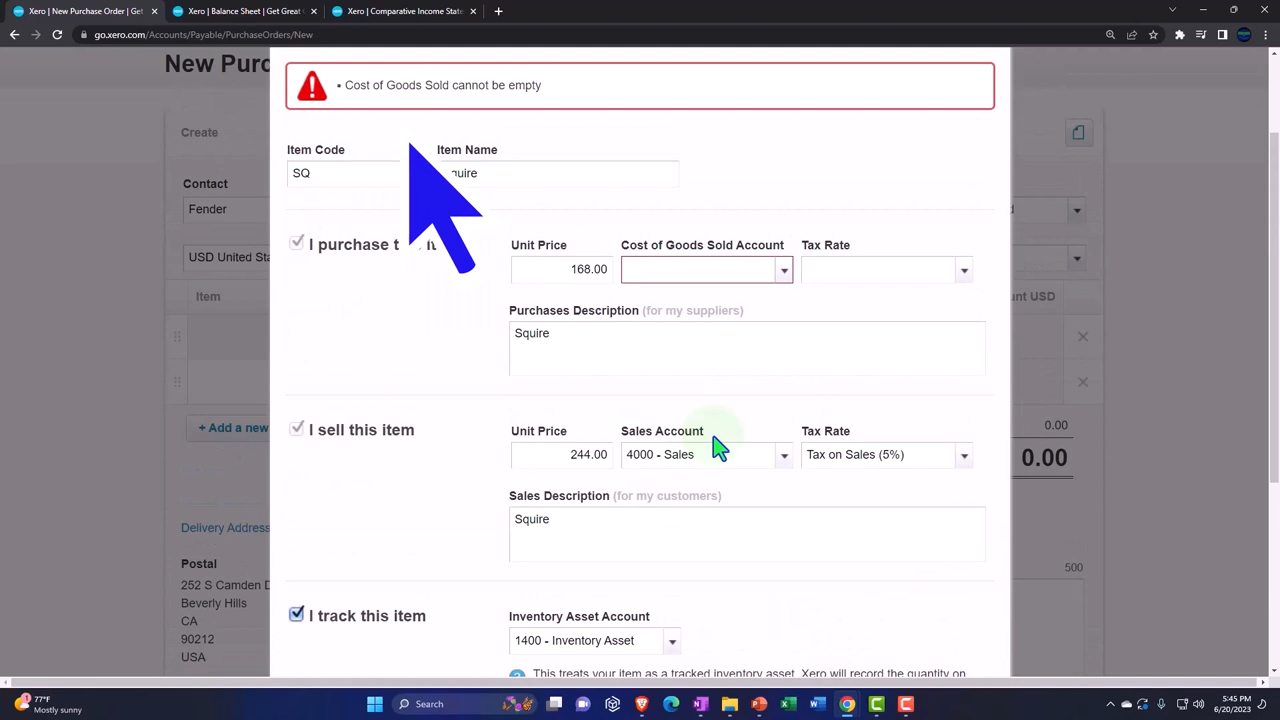 Xero | New Purchase Order | Get
Xero | Balance Sheet | Get Great
Xero | Comparative Income State
go.xero.com/Accounts/Payable/PurchaseOrders/New
New Purc
• Cost of Goods Sold cannot be empty
Create
Item Code
Item Name
Contact
SQ
quire
Fender
d
I purchase t
Unit Price
Cost of Goods Sold Account
Tax Rate
USD United Sta
168.00
Item
unt USD
Purchases Description (for my suppliers)
Squire
+ Add a new
I sell this item
Unit Price
Sales Account
Tax Rate
0.00
244.00
4000 - Sales
Tax on Sales (5%)
0.00
Sales Description (for my customers)
Squire
Delivery Address
Postal
500
252 S Camden D
Beverly Hills
CA
90212
USA
I track this item
Inventory Asset Account
1400 - Inventory Asset
This treats your item as a tracked inventory asset. Xero will record the quantity on
77°F
Mostly sunny
Search
5:45 PM
6/20/2023